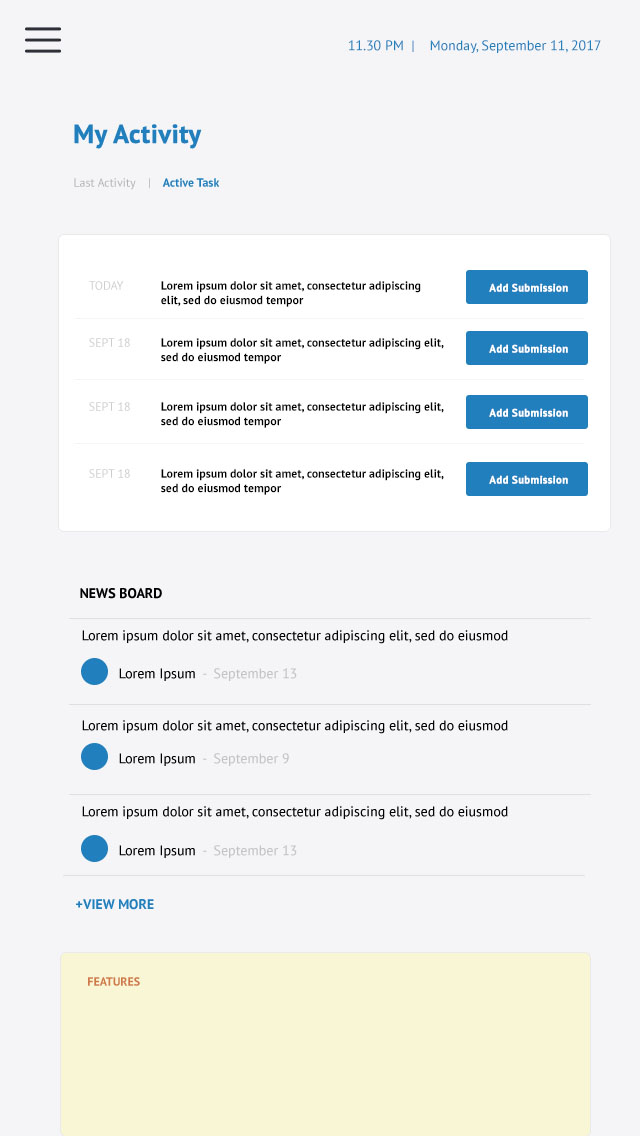 11.30 PM | Monday, September 11, 2017
My Activity
Last Activity | Active Task
TODAY
Lorem ipsum dolor sit amet, consectetur adipiscing
elit, sed do eiusmod tempor
Add Submission
SEPT 18
Lorem ipsum dolor sit amet, consectetur adipiscing elit,
sed do eiusmod tempor
Add Submission
SEPT 18
Lorem ipsum dolor sit amet, consectetur adipiscing elit,
sed do eiusmod tempor
Add Submission
SEPT 18
Lorem ipsum dolor sit amet, consectetur adipiscing elit,
sed do eiusmod tempor
Add Submission
NEWS BOARD
Lorem ipsum dolor sit amet, consectetur adipiscing elit, sed do eiusmod
Lorem Ipsum - September 13
Lorem ipsum dolor sit amet, consectetur adipiscing elit, sed do eiusmod
Lorem Ipsum - September 9
Lorem ipsum dolor sit amet, consectetur adipiscing elit, sed do eiusmod
Lorem Ipsum - September 13
+VIEW MORE
FEATURES